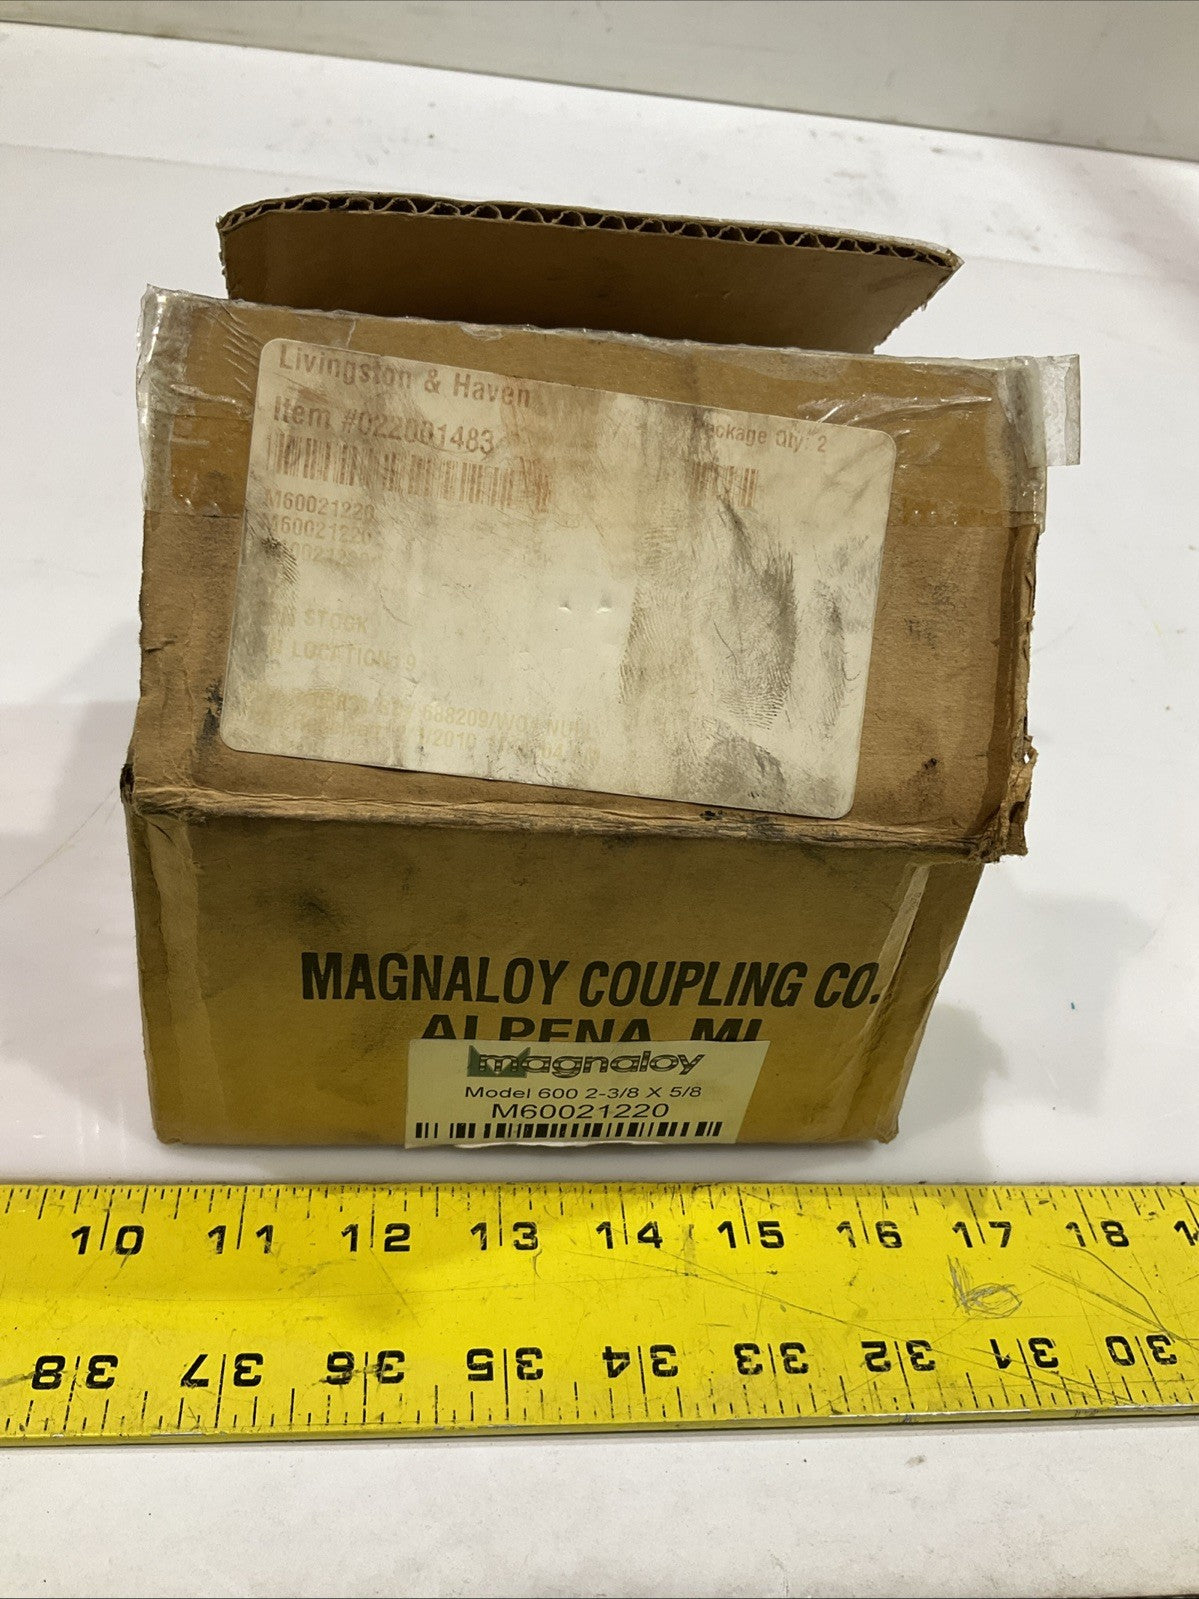 Livingston & Haven
Item #022001483
Package Qty: 2
M60021220
M60021220
STOCK
LOCATION
MAGNALOY COUPLING CO.
ALPENA, MI
magnaloy
Model 600 2-3/8 X 5/8
M60021220
10 11 12 13 14 15 16 17 18
38 37 36 35 34 33 32 31 30